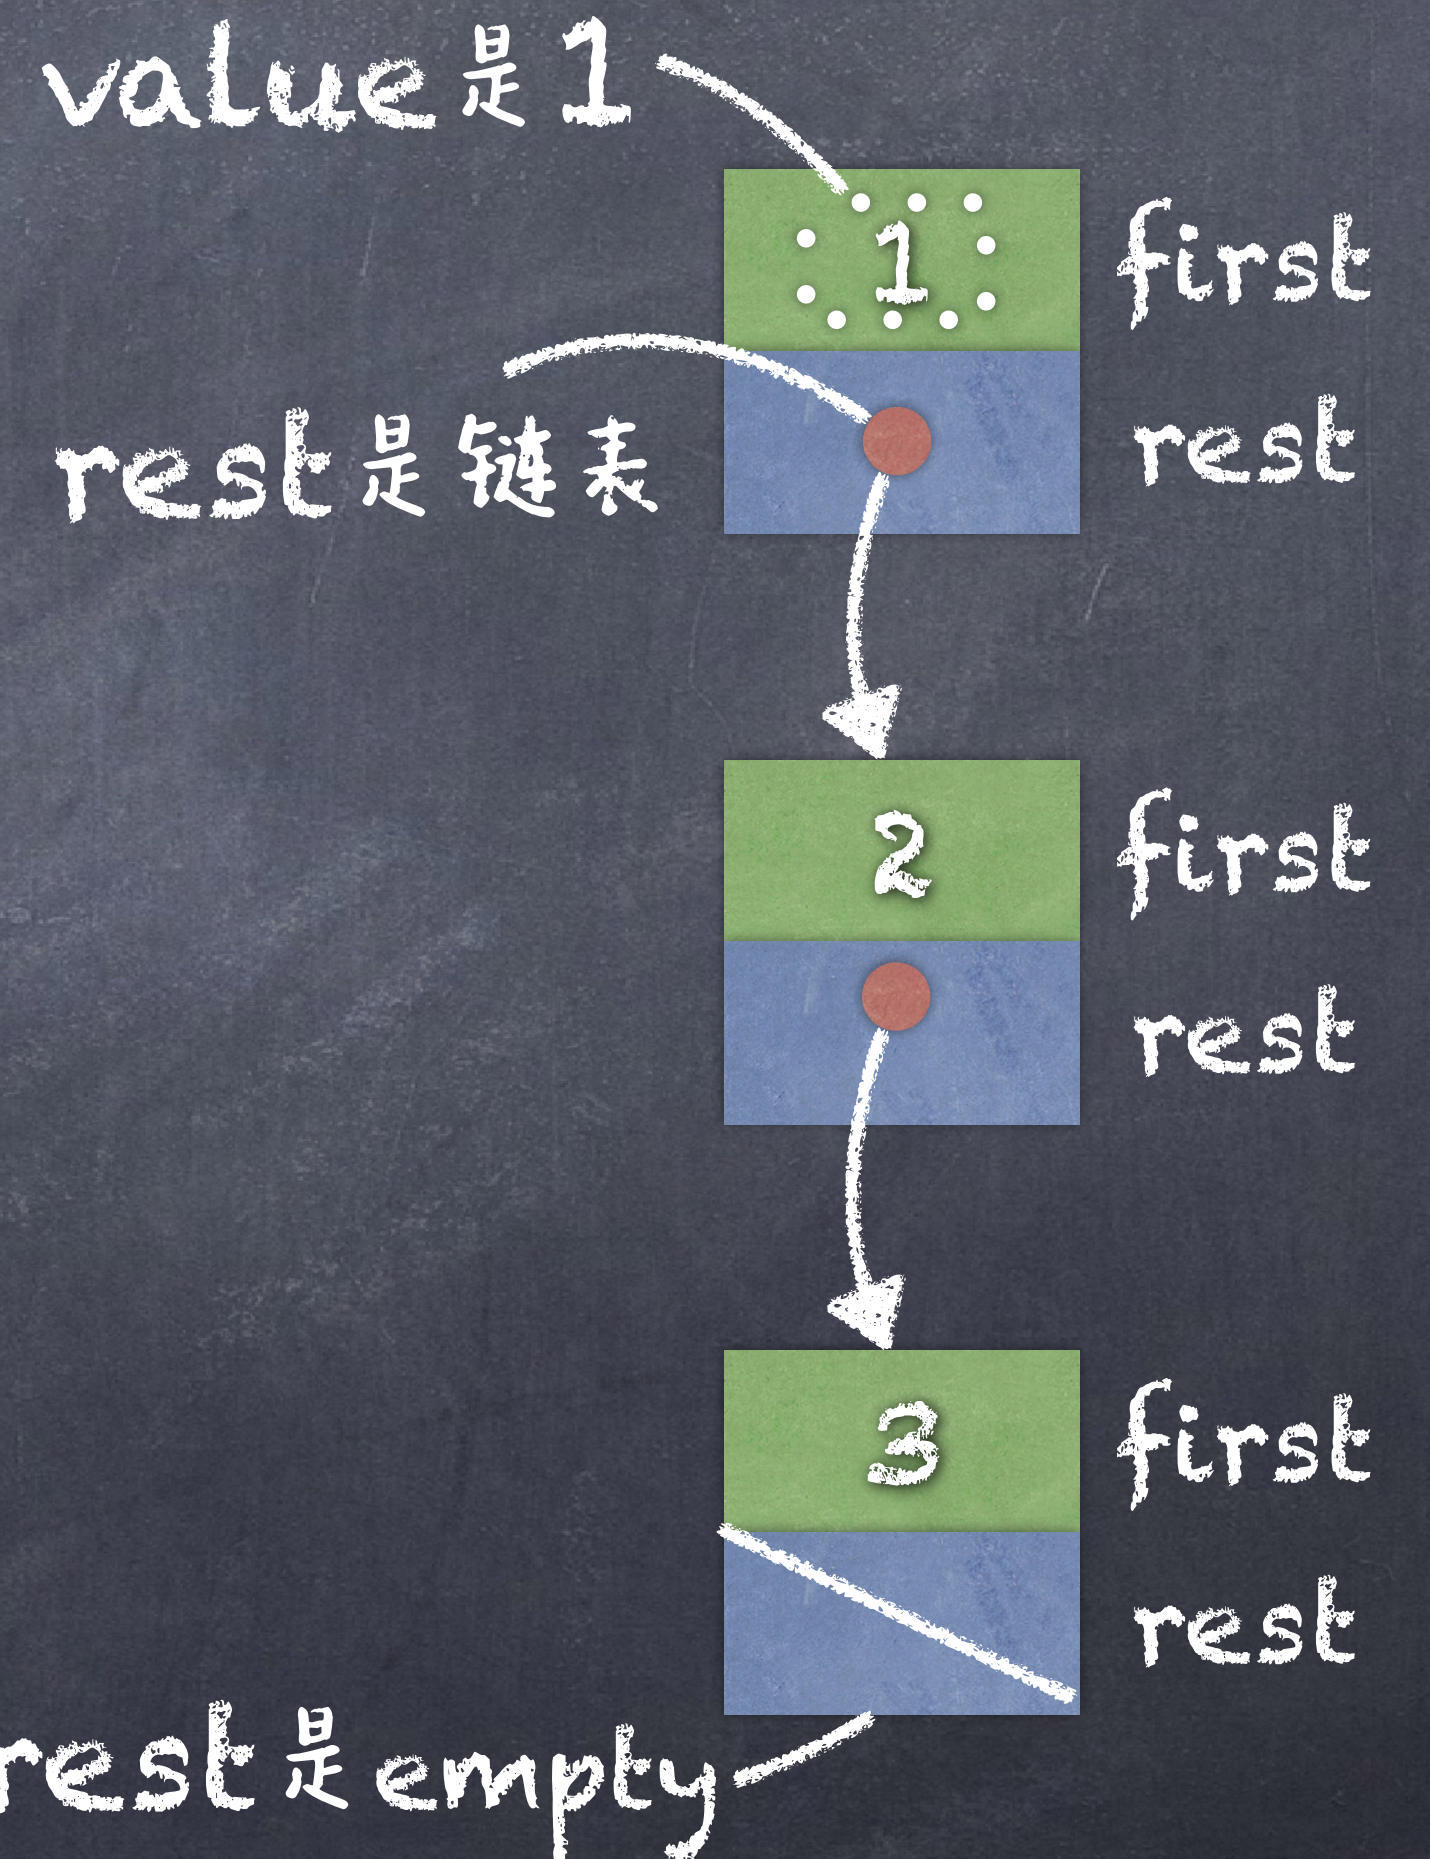 value是1
1
first
rest是链表
rest
2
first
rest
3
first
rest
rest是empty